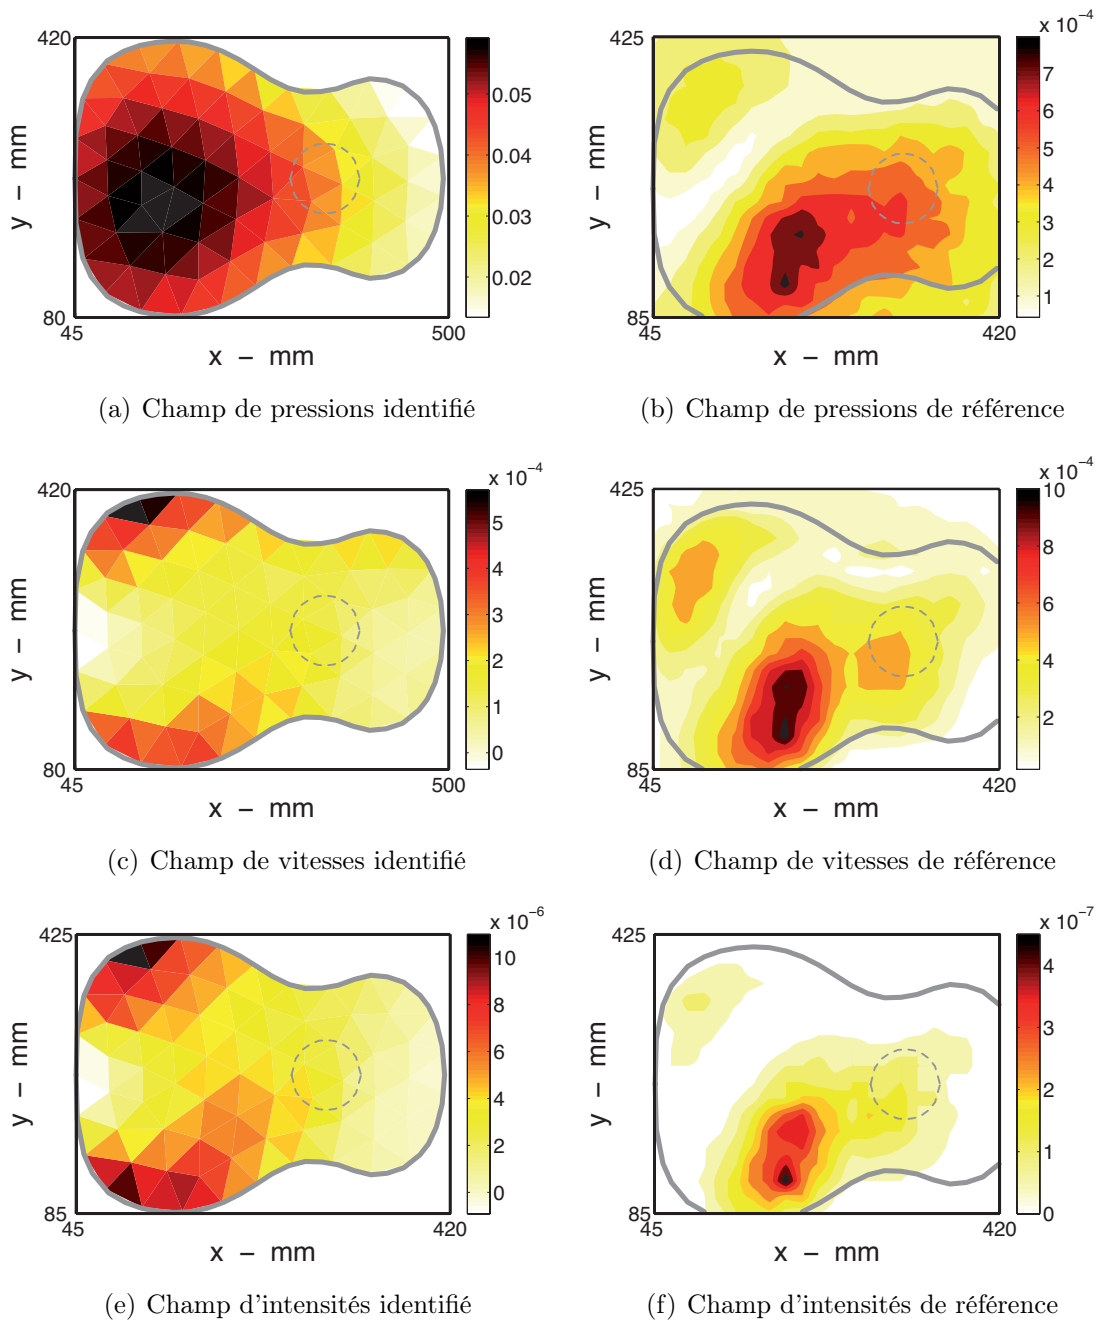 420
0.05
0.04
0.03
0.02
y – mm
80
45
500
x – mm
(a) Champ de pressions identifié
425
x 10⁻⁴
7
6
5
4
3
2
1
y – mm
85
45
420
x – mm
(b) Champ de pressions de référence
420
x 10⁻⁴
5
4
3
2
1
0
y – mm
80
45
500
x – mm
(c) Champ de vitesses identifié
425
x 10⁻⁴
10
8
6
4
2
y – mm
85
45
420
x – mm
(d) Champ de vitesses de référence
425
x 10⁻⁶
10
8
6
4
2
0
y – mm
85
45
420
x – mm
(e) Champ d'intensités identifié
425
x 10⁻⁷
4
3
2
1
0
y – mm
85
45
420
x – mm
(f) Champ d'intensités de référence